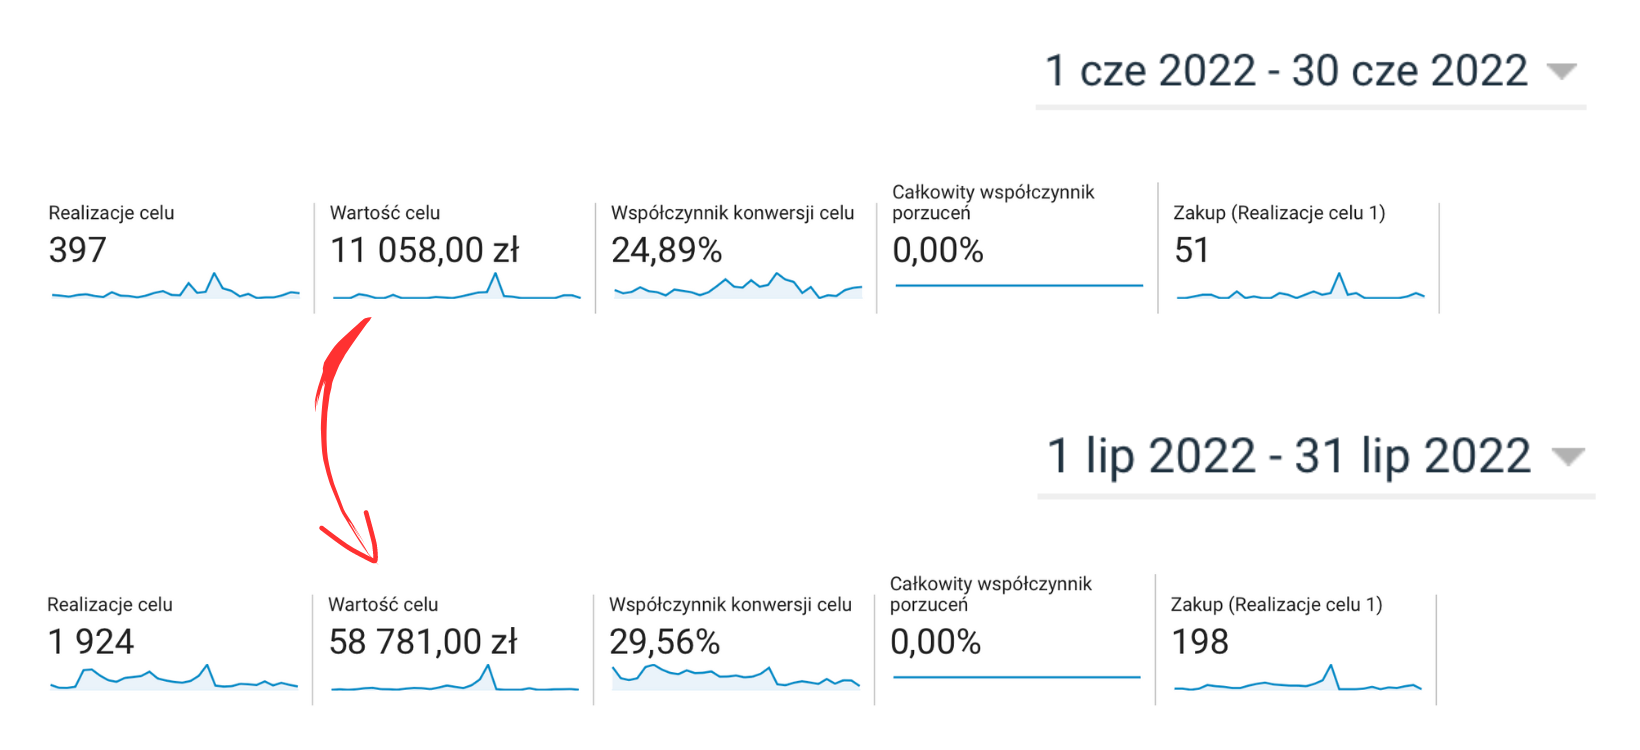 1 cze 2022 - 30 cze 2022
Realizacje celu
397
Wartość celu
11 058,00 zł
Współczynnik konwersji celu
24,89%
Całkowity współczynnik
porzuceń
0,00%
Zakup (Realizacje celu 1)
51
1 lip 2022 - 31 lip 2022
Realizacje celu
1 924
Wartość celu
58 781,00 zł
Współczynnik konwersji celu
29,56%
Całkowity współczynnik
porzuceń
0,00%
Zakup (Realizacje celu 1)
198